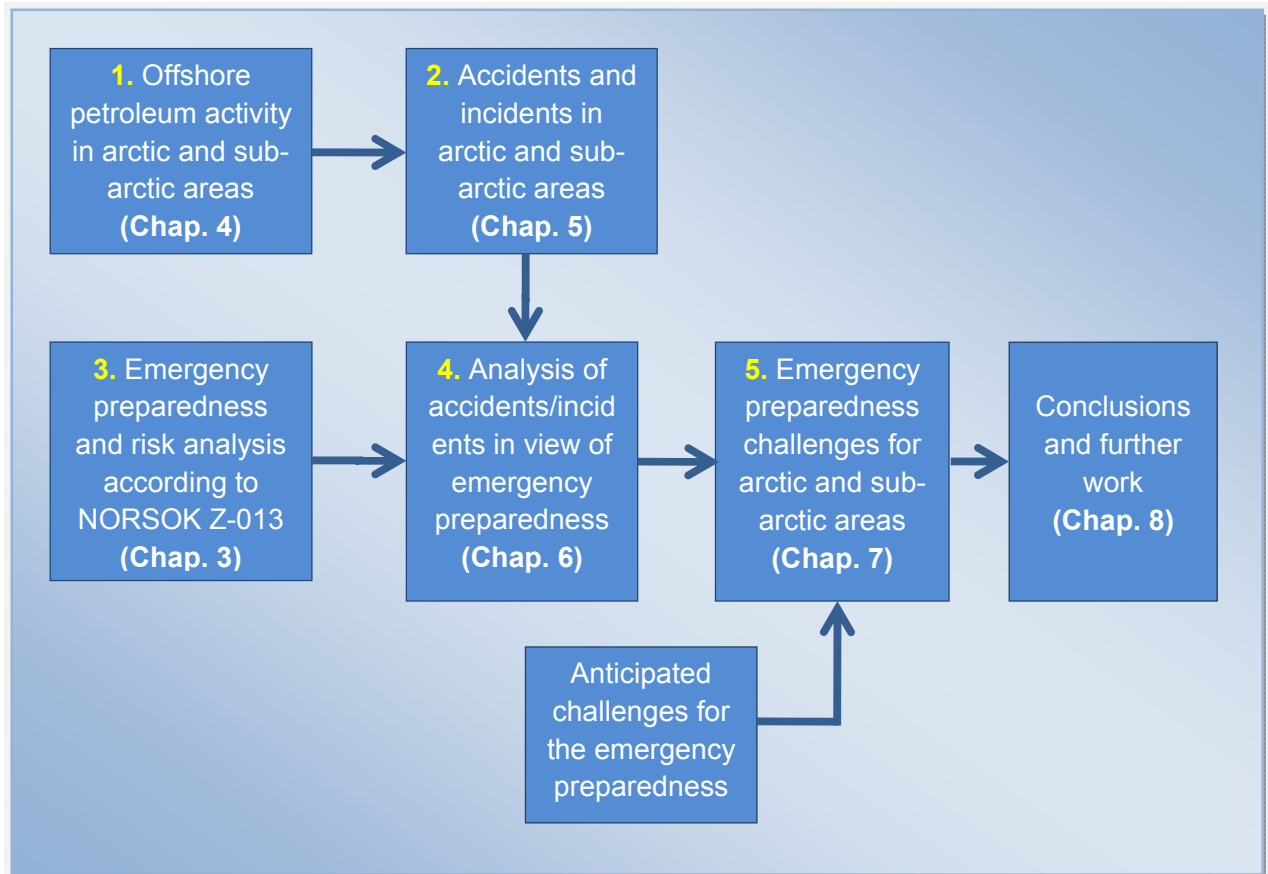 1. Offshore
petroleum activity
in arctic and sub-
arctic areas
(Chap. 4)
2. Accidents and
incidents in
arctic and sub-
arctic areas
(Chap. 5)
3. Emergency
preparedness
and risk analysis
according to
NORSOK Z-013
(Chap. 3)
4. Analysis of
accidents/incid
ents in view of
emergency
preparedness
(Chap. 6)
5. Emergency
preparedness
challenges for
arctic and sub-
arctic areas
(Chap. 7)
Conclusions
and further
work
(Chap. 8)
Anticipated
challenges for
the emergency
preparedness